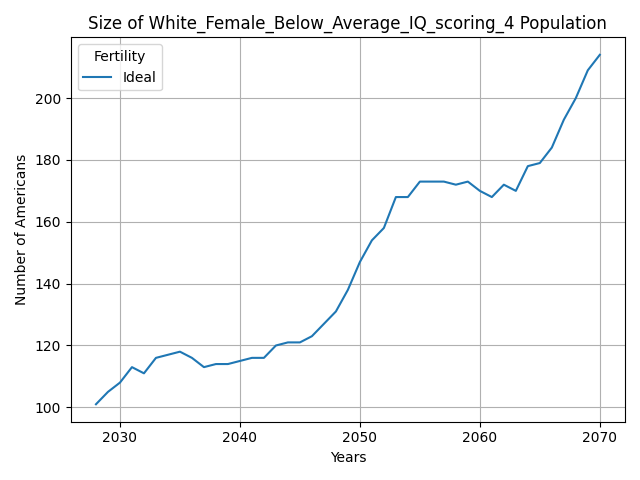 Size of White_Female_Below_Average_IQ_scoring_4 Population
Fertility
Ideal
Number of Americans
200
180
160
140
120
100
2030 2040 2050 2060 2070
Years